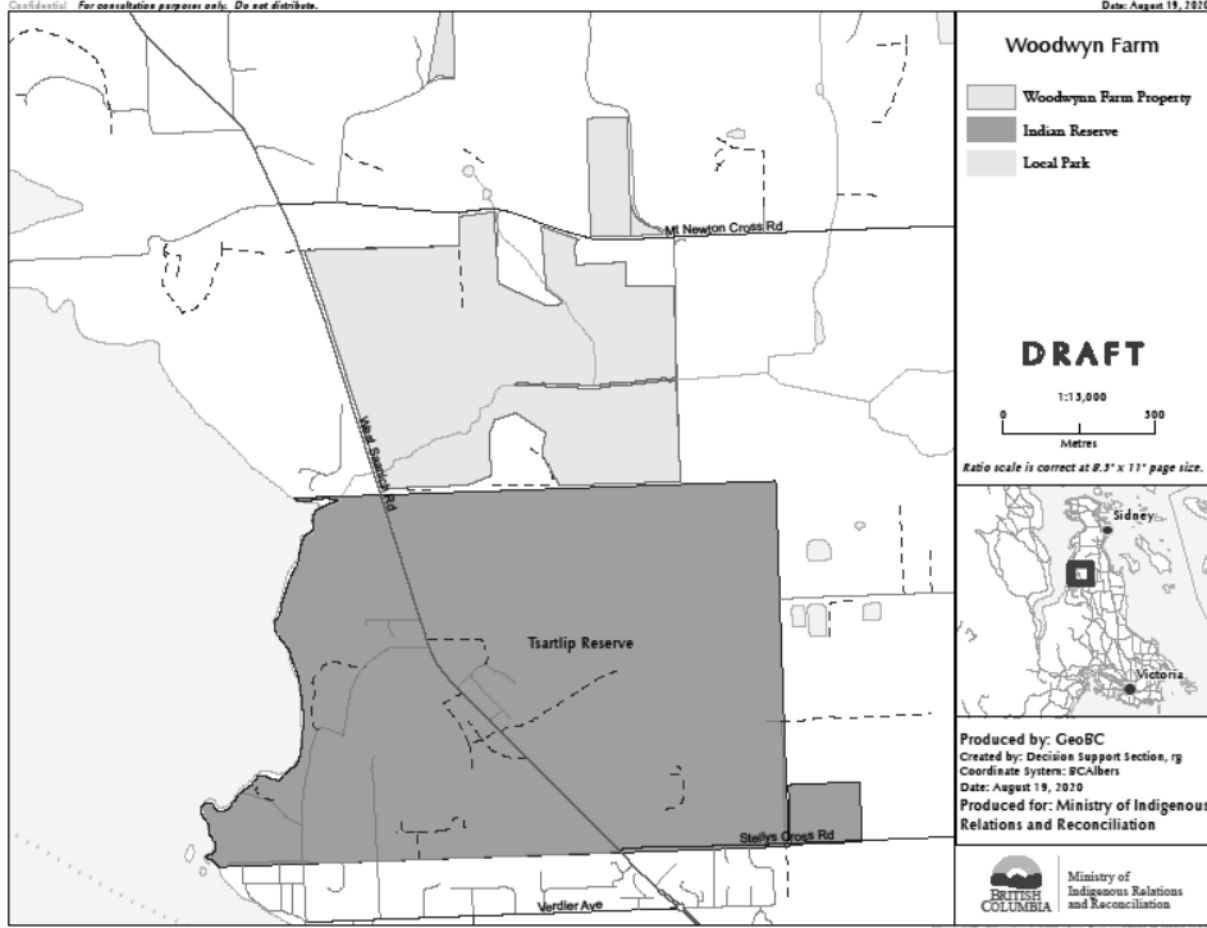 Confidential For consultation purposes only. Do not distribute.
Date: August 19, 2020
Woodwyn Farm
Woodwynn Farm Property
Indian Reserve
Local Park
Mt Newton Cross Rd
West Saanich Rd
Tsartlip Reserve
Stellys Cross Rd
Verdier Ave
DRAFT
1:13,000
0 300
Metres
Ratio scale is correct at 8.5" x 11" page size.
Sidney
Victoria
Produced by: GeoBC
Created by: Decision Support Section, rg
Coordinate System: BCAlbers
Date: August 19, 2020
Produced for: Ministry of Indigenous
Relations and Reconciliation
BRITISH
COLUMBIA
Ministry of
Indigenous Relations
and Reconciliation